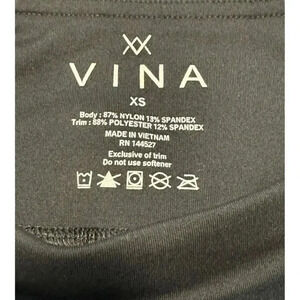 VINA
XS
Body : 87% NYLON 13% SPANDEX
Trim : 88% POLYESTER 12% SPANDEX
MADE IN VIETNAM
RN 144527
Exclusive of trim
Do not use softener